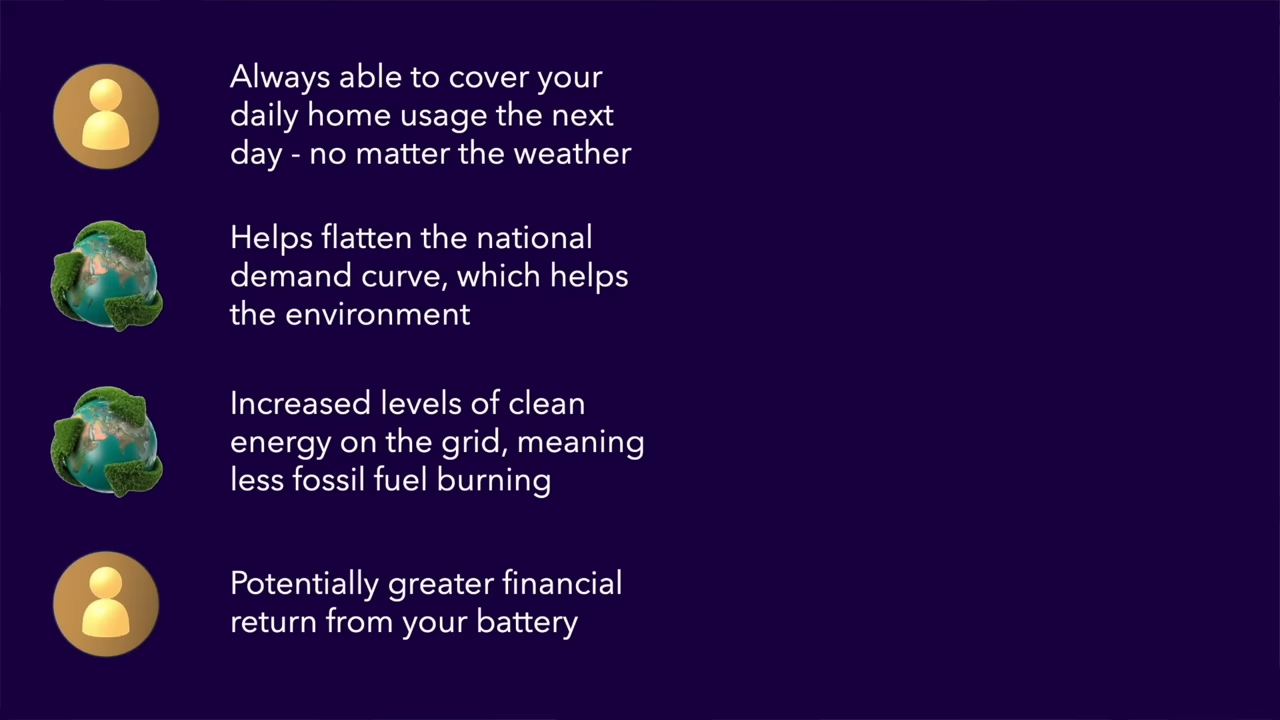 Always able to cover your
daily home usage the next
day - no matter the weather
Helps flatten the national
demand curve, which helps
the environment
Increased levels of clean
energy on the grid, meaning
less fossil fuel burning
Potentially greater financial
return from your battery